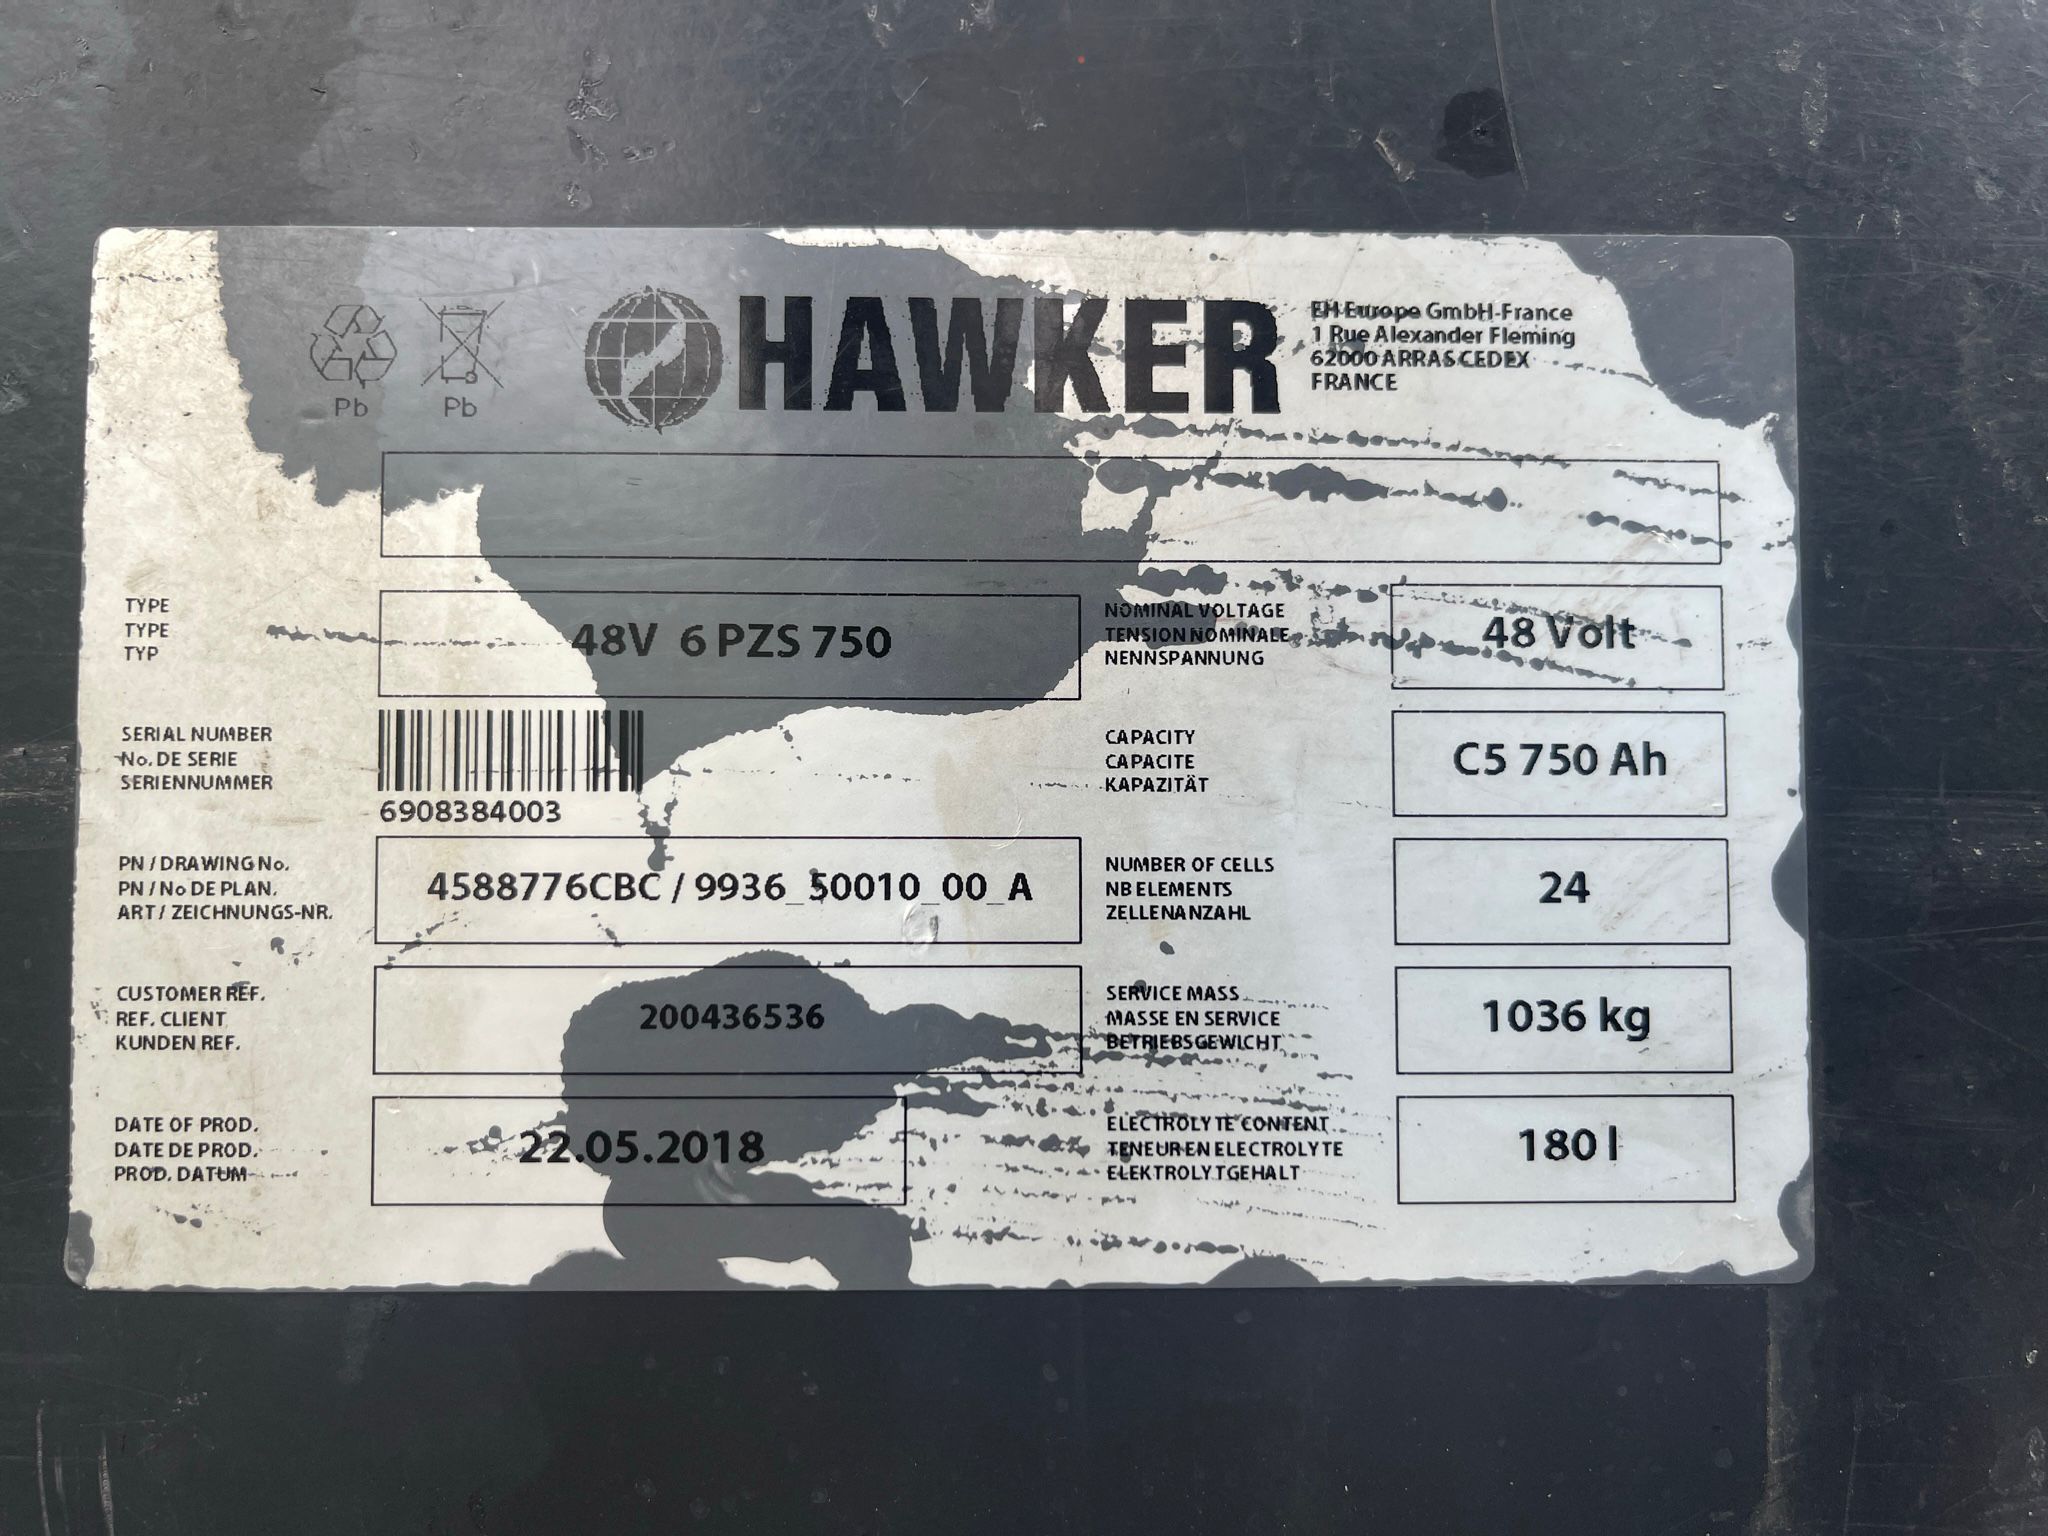 Pb
Pb
HAWKER
EH Europe GmbH-France
1 Rue Alexander Fleming
62000 ARRAS CEDEX
FRANCE
TYPE
TYPE
TYP
48V 6 PZS 750
NOMINAL VOLTAGE
TENSION NOMINALE
NENNSPANNUNG
48 Volt
SERIAL NUMBER
No. DE SERIE
SERIENNUMMER
6908384003
CAPACITY
CAPACITE
KAPAZITÄT
C5 750 Ah
PN / DRAWING No.
PN / No DE PLAN.
ART / ZEICHNUNGS-NR.
4588776CBC / 9936_50010_00_A
NUMBER OF CELLS
NB ELEMENTS
ZELLENANZAHL
24
CUSTOMER REF.
REF. CLIENT
KUNDEN REF.
200436536
SERVICE MASS
MASSE EN SERVICE
BETRIEBSGEWICHT
1036 kg
DATE OF PROD.
DATE DE PROD.
PROD. DATUM
22.05.2018
ELECTROLYTE CONTENT
TENEUR EN ELECTROLYTE
ELEKTROLYTGEHALT
180 l